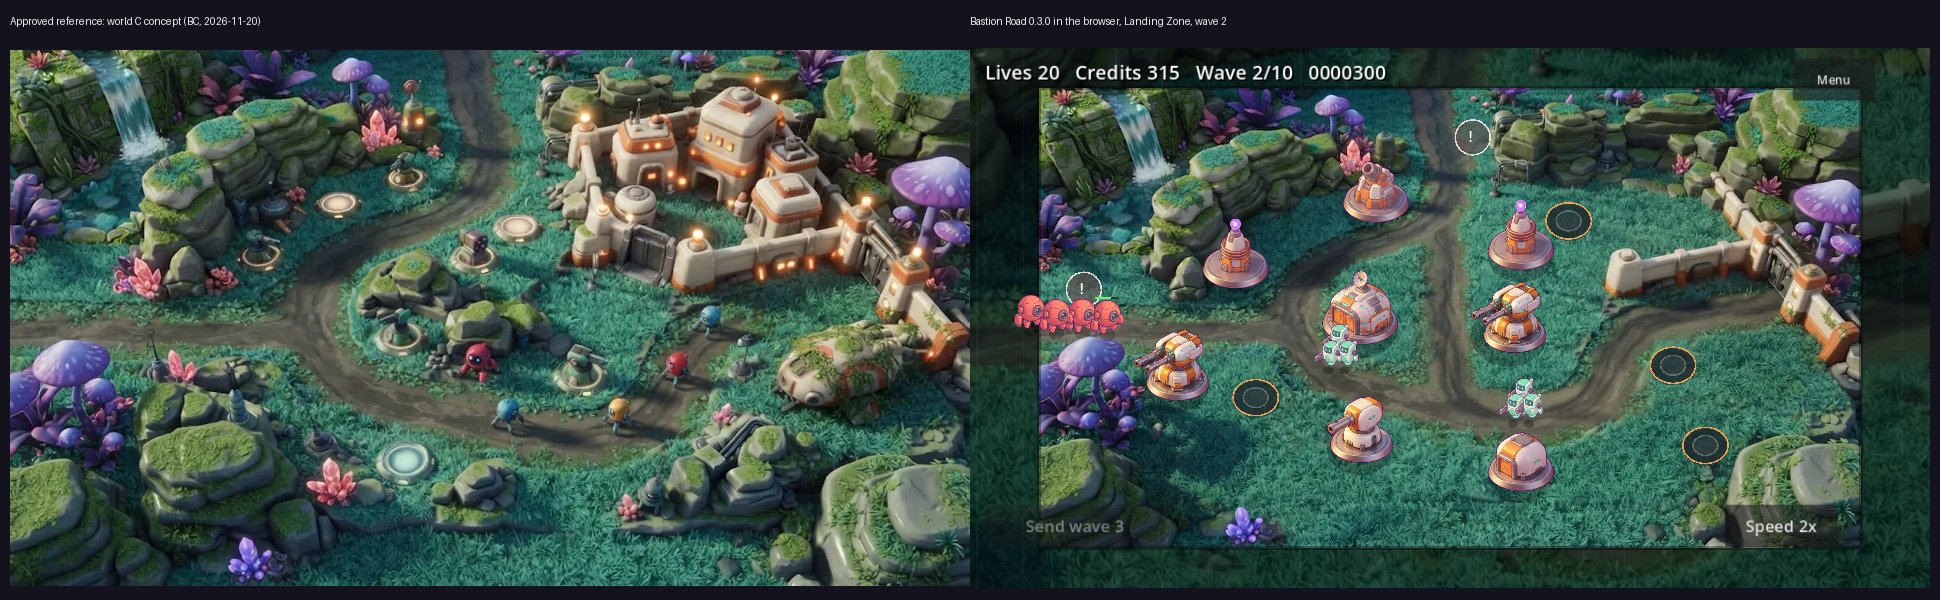 Approved reference: world C concept (BC, 2026-11-20)
Bastion Road 0.3.0 in the browser, Landing Zone, wave 2
Lives 20 Credits 315 Wave 2/10 0000300
Menu
!
!
Send wave 3
Speed 2x